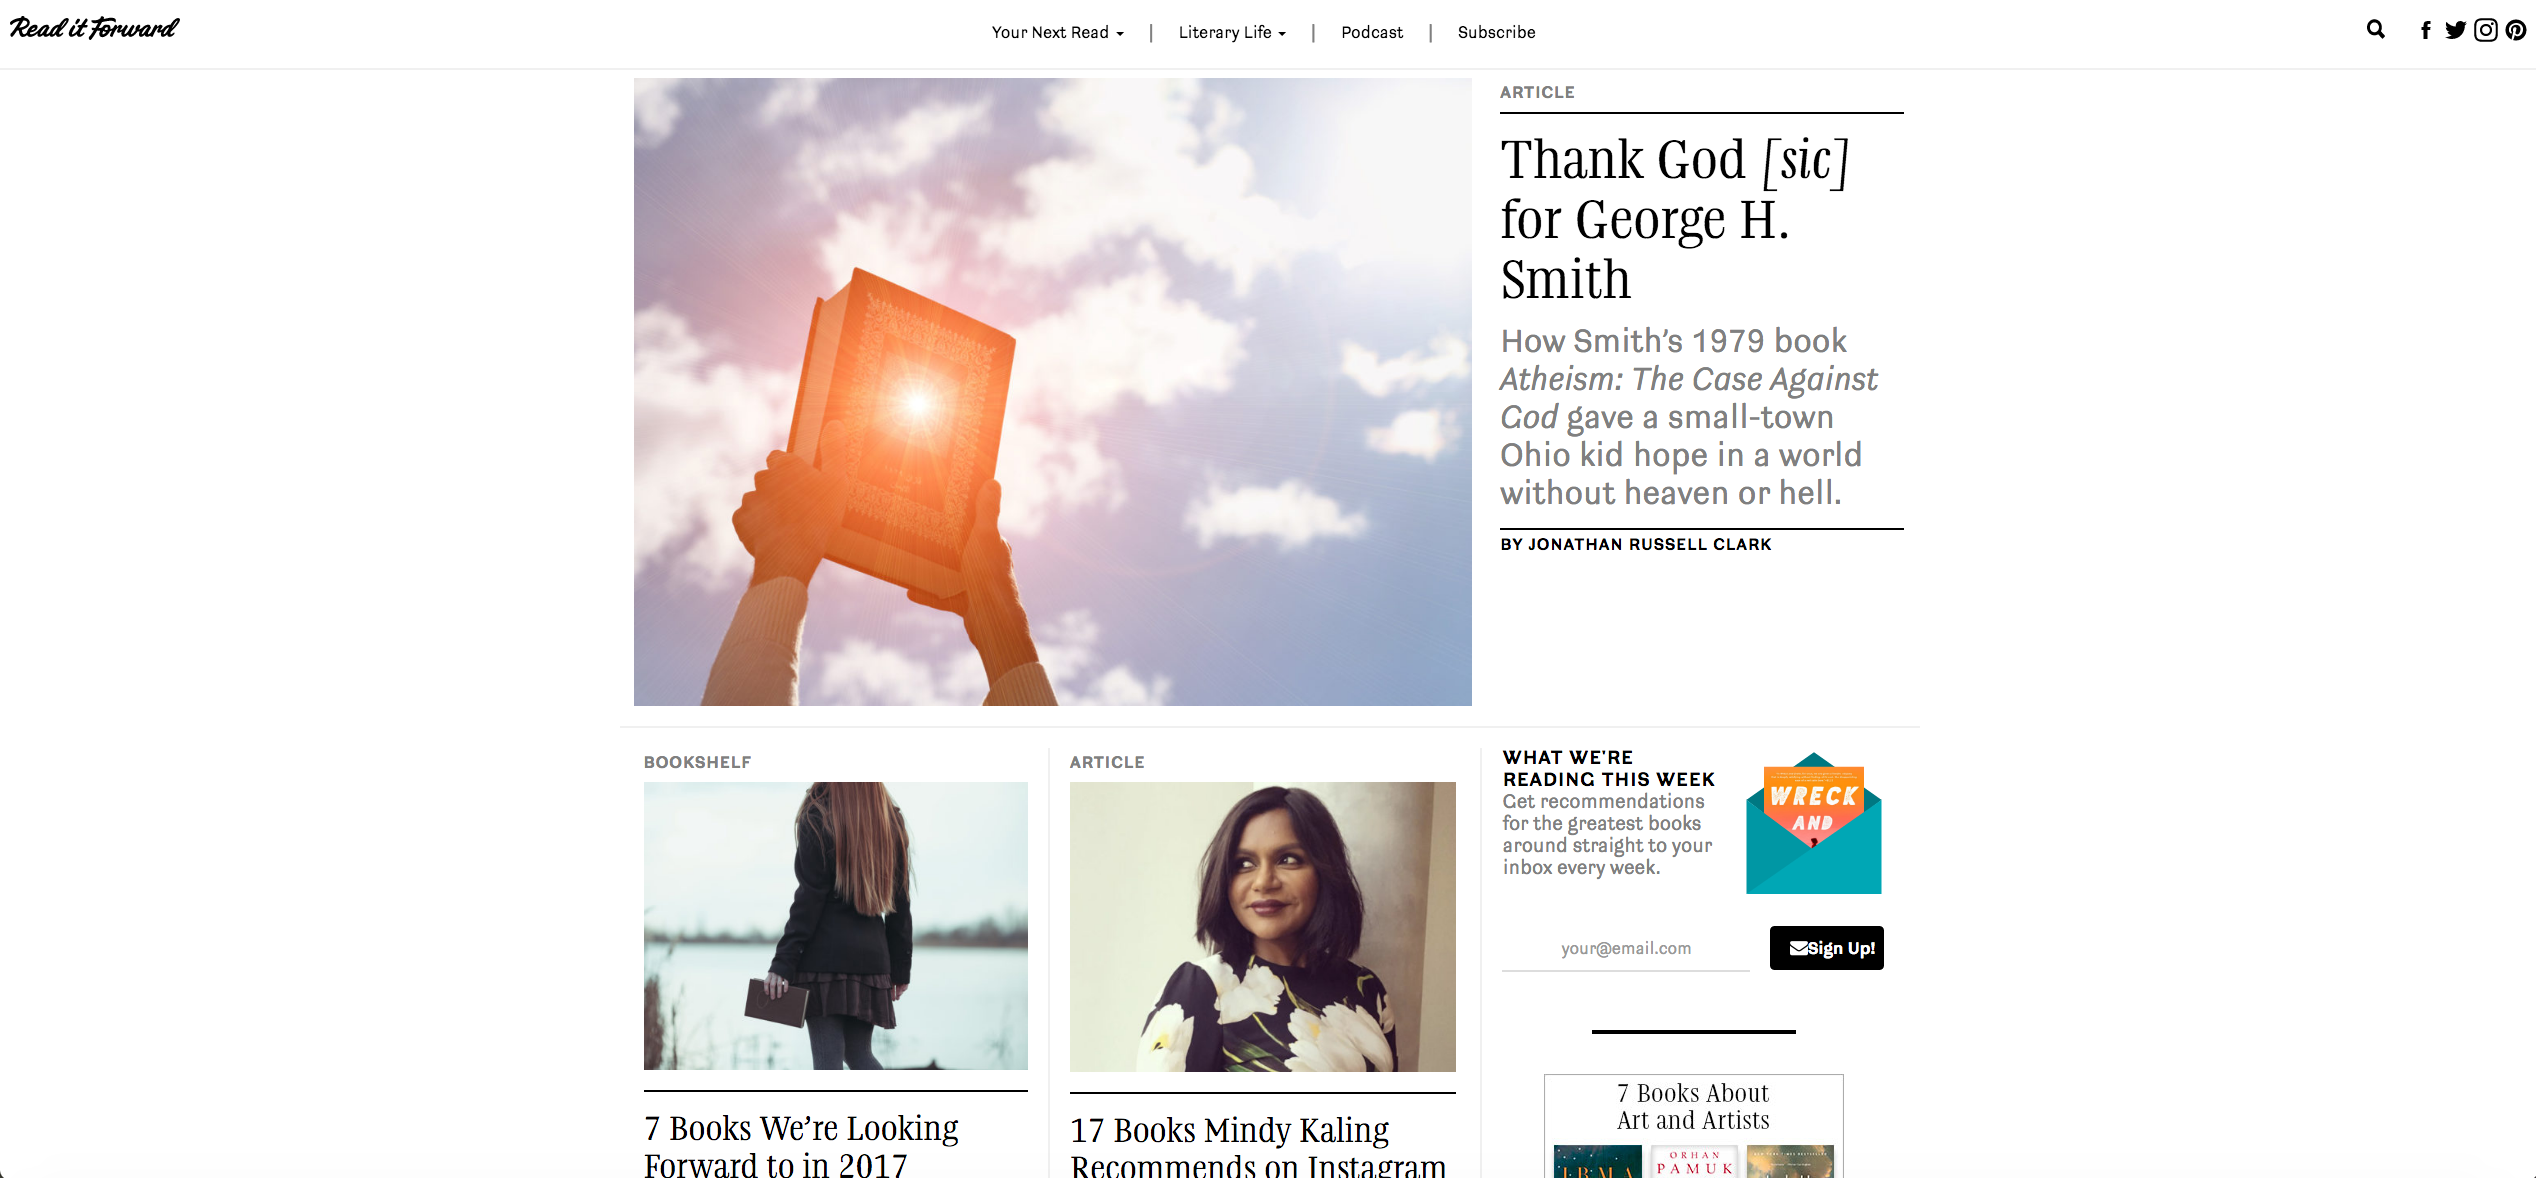 Read it Forward
Your Next Read
Literary Life
Podcast
Subscribe
ARTICLE
Thank God [sic]
for George H.
Smith
How Smith’s 1979 book
Atheism: The Case Against
God gave a small-town
Ohio kid hope in a world
without heaven or hell.
BY JONATHAN RUSSELL CLARK
BOOKSHELF
7 Books We’re Looking
Forward to in 2017
ARTICLE
17 Books Mindy Kaling
Recommends on Instagram
WHAT WE'RE
READING THIS WEEK
Get recommendations
for the greatest books
around straight to your
inbox every week.
WRECK
AND
your@email.com
Sign Up!
7 Books About
Art and Artists
ORHAN
PAMUK